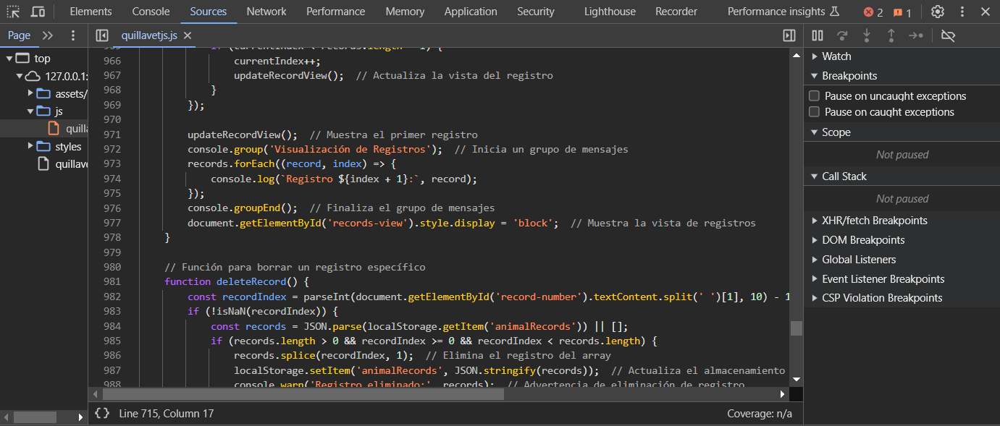 Elements Console Sources Network Performance Memory Application Security Lighthouse Recorder Performance insights 2 1
Page
quillavetjs.js
top
127.0.0.1:
assets/
js
quilla
styles
quillave
966 currentIndex++;
967 updateRecordView();  // Actualiza la vista del registro
968 }
969 });
970
971 updateRecordView();  // Muestra el primer registro
972 console.group('Visualización de Registros');  // Inicia un grupo de mensajes
973 records.forEach((record, index) => {
974 console.log(`Registro ${index + 1}:`, record);
975 });
976 console.groupEnd();  // Finaliza el grupo de mensajes
977 document.getElementById('records-view').style.display = 'block';  // Muestra la vista de registros
978 }
979
980 // Función para borrar un registro específico
981 function deleteRecord() {
982 const recordIndex = parseInt(document.getElementById('record-number').textContent.split(' ')[1], 10) - 1
983 if (!isNaN(recordIndex)) {
984 const records = JSON.parse(localStorage.getItem('animalRecords')) || [];
985 if (records.length > 0 && recordIndex >= 0 && recordIndex < records.length) {
986 records.splice(recordIndex, 1);  // Elimina el registro del array
987 localStorage.setItem('animalRecords', JSON.stringify(records));  // Actualiza el almacenamiento
988 console.warn('Registro eliminado:', records);  // Advertencia de eliminación de registro
{} Line 715, Column 17
Coverage: n/a
Watch
Breakpoints
Pause on uncaught exceptions
Pause on caught exceptions
Scope
Not paused
Call Stack
Not paused
XHR/fetch Breakpoints
DOM Breakpoints
Global Listeners
Event Listener Breakpoints
CSP Violation Breakpoints